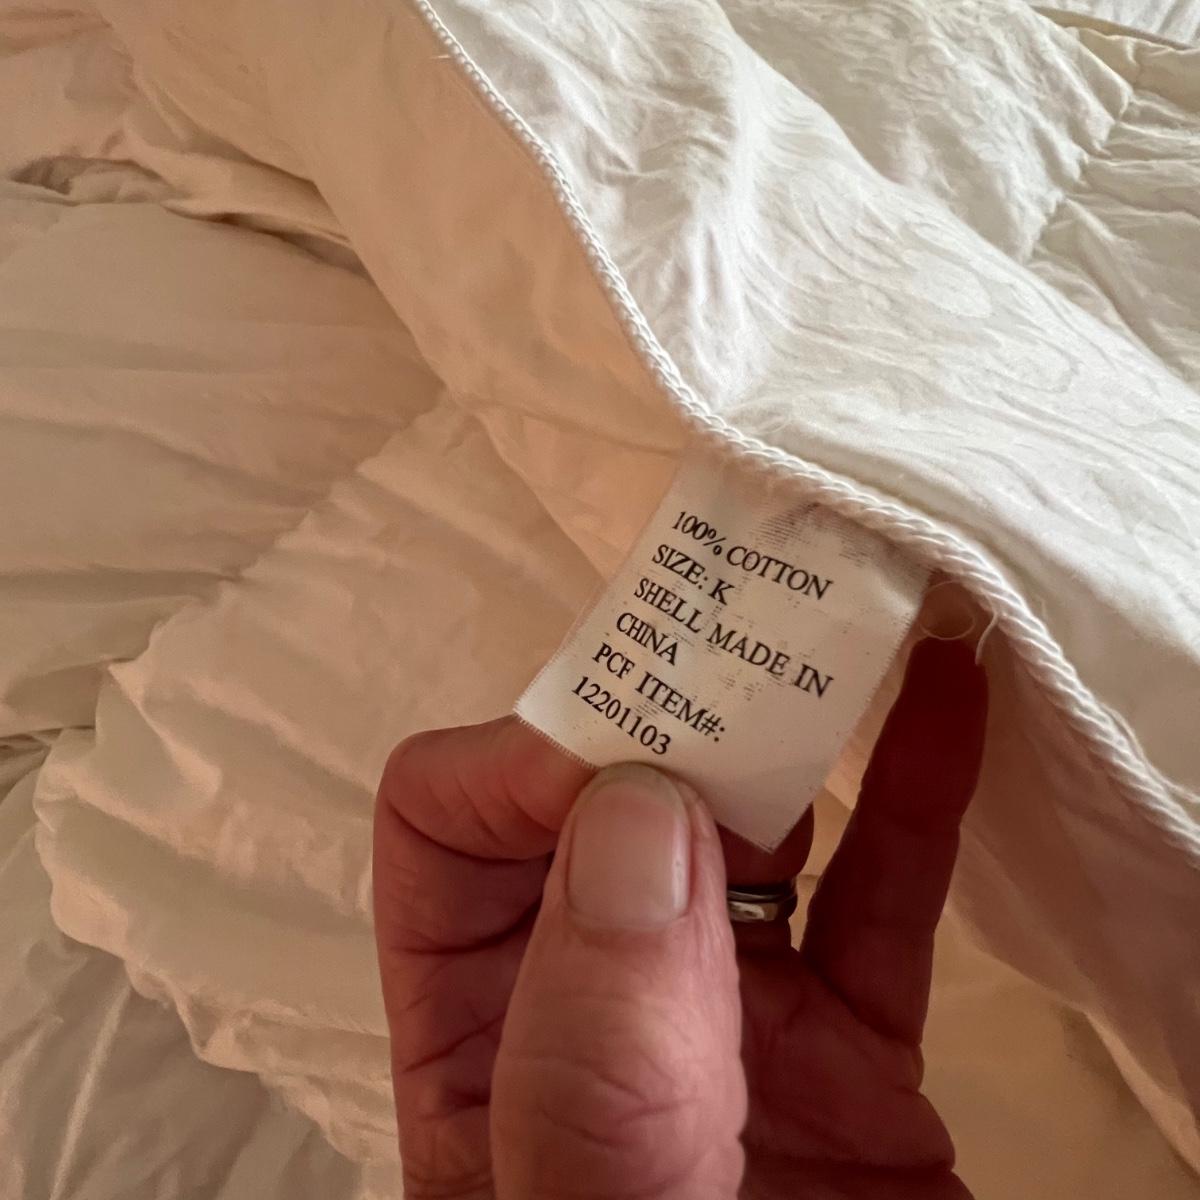 100% COTTON
SIZE: K
SHELL MADE IN
CHINA
PCF ITEM#:
12201103